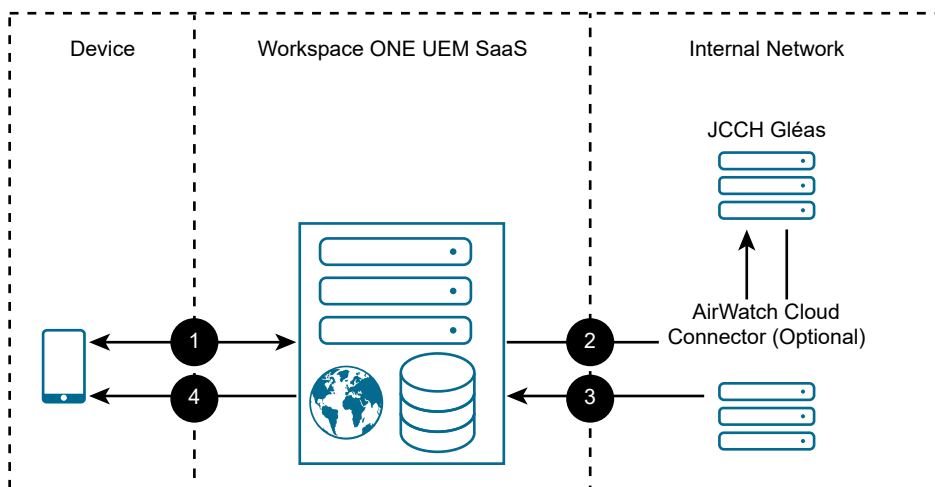 Device
Workspace ONE UEM SaaS
Internal Network
JCCH Gléas
AirWatch Cloud
Connector (Optional)
1
2
4
3